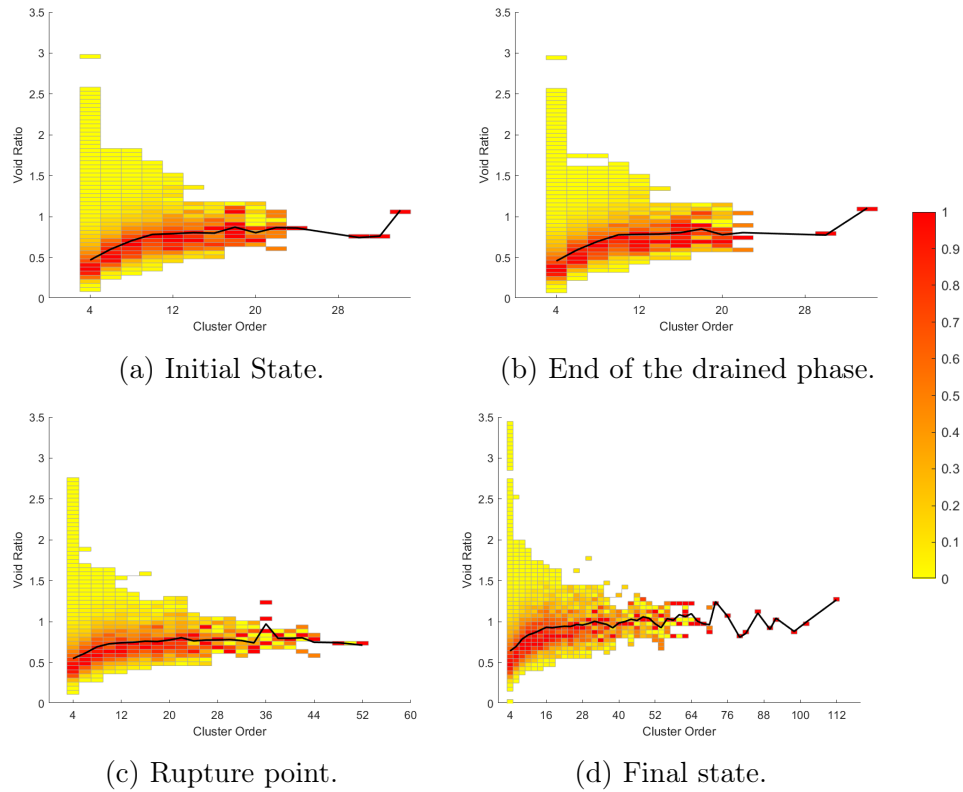 3.5
3
2.5
2
1.5
1
0.5
0
Void Ratio
4 12 20 28
Cluster Order
(a) Initial State.
3.5
3
2.5
2
1.5
1
0.5
0
Void Ratio
4 12 20 28
Cluster Order
(b) End of the drained phase.
3.5
3
2.5
2
1.5
1
0.5
0
Void Ratio
4 12 20 28 36 44 52 60
Cluster Order
(c) Rupture point.
3.5
3
2.5
2
1.5
1
0.5
0
Void Ratio
4 16 28 40 52 64 76 88 100 112
Cluster Order
(d) Final state.
1
0.9
0.8
0.7
0.6
0.5
0.4
0.3
0.2
0.1
0